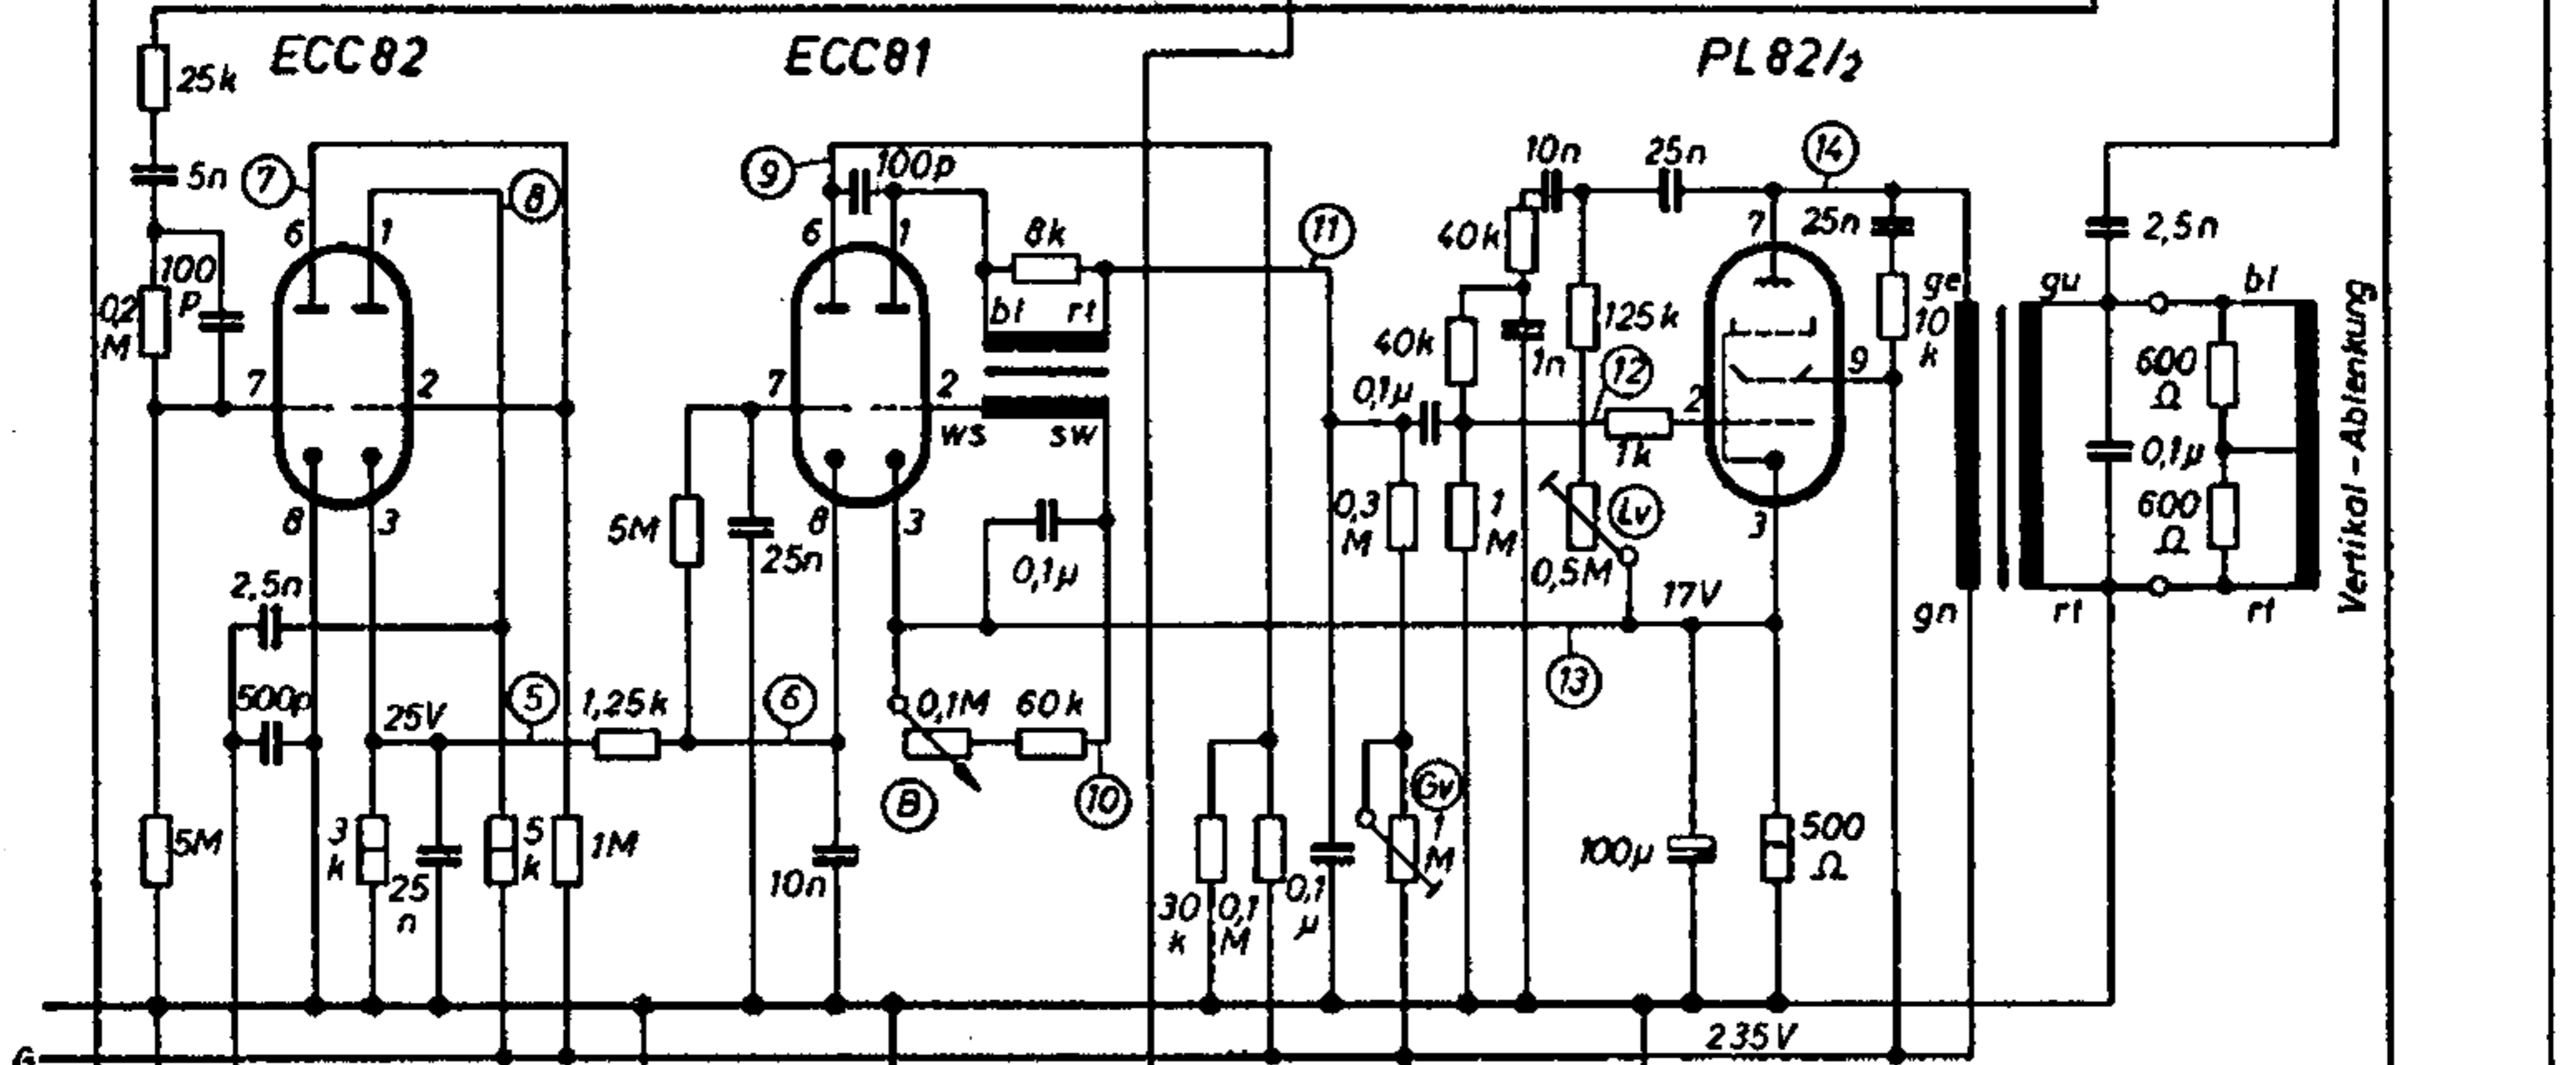 ECC82
ECC81
PL82/2
25k
5n
7
8
9
100p
10n
25n
14
6
1
6
1
11
8k
40k
7
25n
2,5n
100
p
0,2
M
bl
rt
125k
ge
10
k
gu
bl
40k
1n
12
600
Ω
7
2
7
2
0,1µ
2
9
ws
sw
1k
0,1µ
600
Ω
Vertikal-Ablenkung
8
3
5M
25n
8
3
0,3
M
1
M
Lv
0,5M
3
2,5n
0,1µ
17V
gn
rt
rt
500p
25V
5
1,25k
6
0,1M
60k
13
B
10
Gv
5M
3
k
25
n
5
k
1M
10n
30
k
0,1
M
0,1
µ
1
M
100µ
500
Ω
235V
G